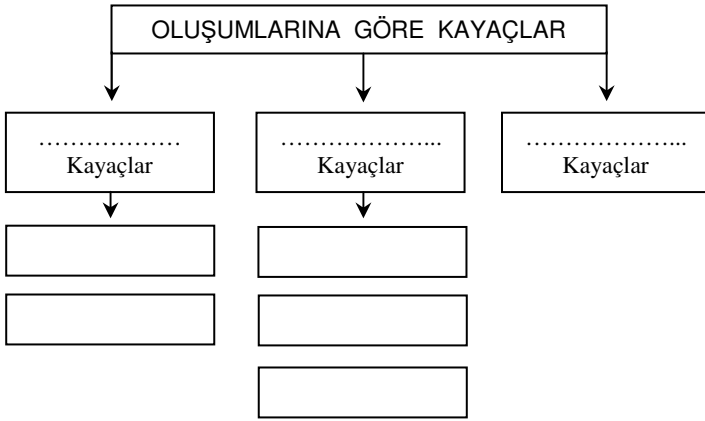 OLUŞUMLARINA GÖRE KAYAÇLAR
………………
Kayaçlar
………………...
Kayaçlar
………………...
Kayaçlar